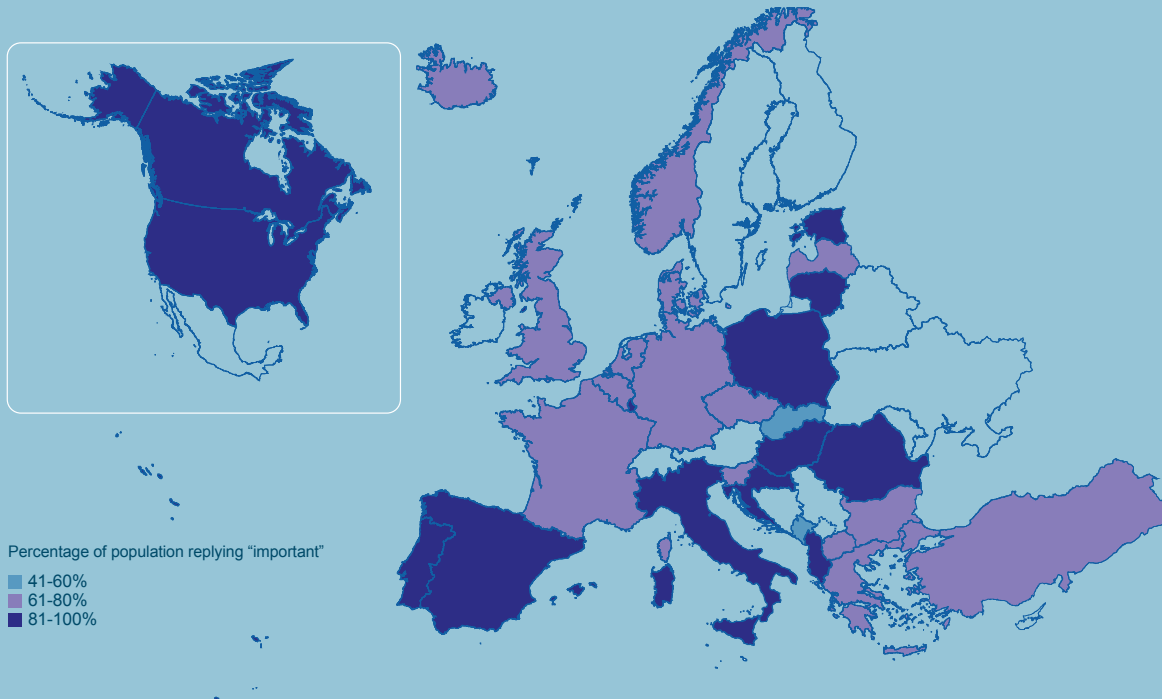 Percentage of population replying “important”
41-60%
61-80%
81-100%